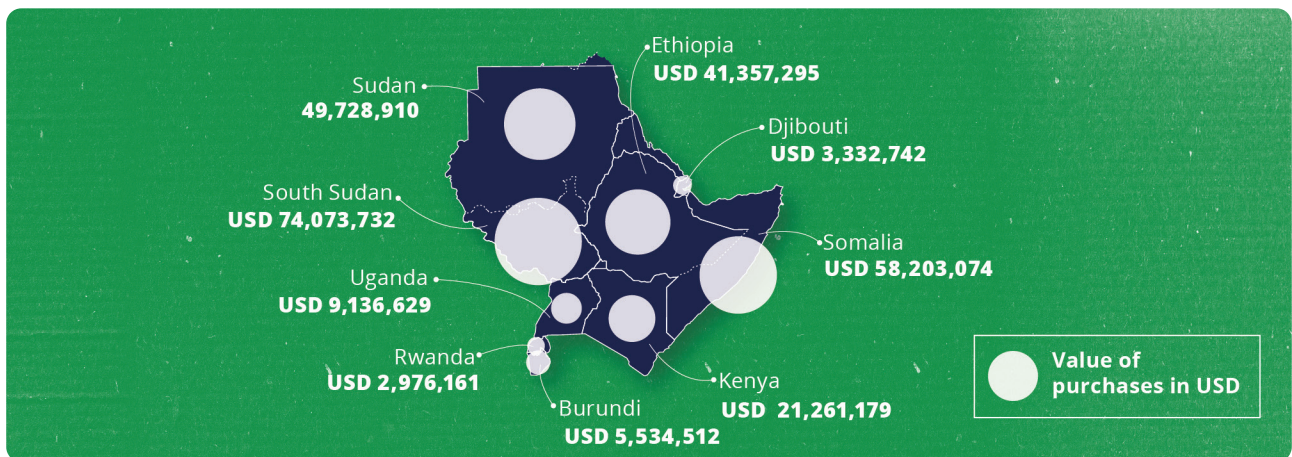 Ethiopia
USD 41,357,295
Sudan
49,728,910
Djibouti
USD 3,332,742
South Sudan
USD 74,073,732
Somalia
USD 58,203,074
Uganda
USD 9,136,629
Rwanda
USD 2,976,161
Kenya
USD 21,261,179
Burundi
USD 5,534,512
Value of
purchases in USD